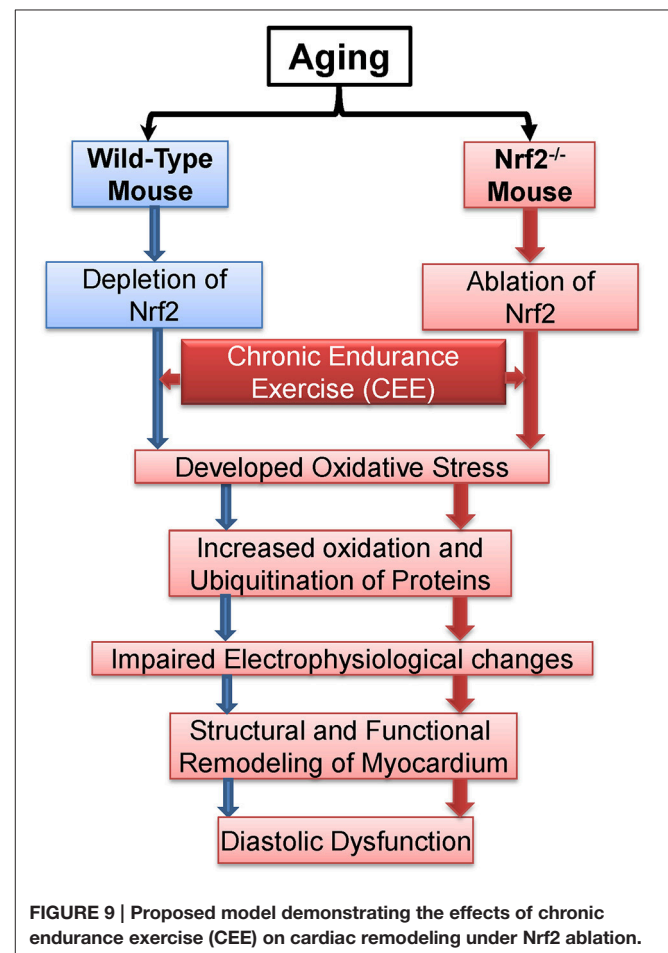 Aging
Wild-Type
Mouse
Nrf2-/-
Mouse
Depletion of
Nrf2
Ablation of
Nrf2
Chronic Endurance
Exercise (CEE)
Developed Oxidative Stress
Increased oxidation and
Ubiquitination of Proteins
Impaired Electrophysiological changes
Structural and Functional
Remodeling of Myocardium
Diastolic Dysfunction
FIGURE 9 | Proposed model demonstrating the effects of chronic
endurance exercise (CEE) on cardiac remodeling under Nrf2 ablation.